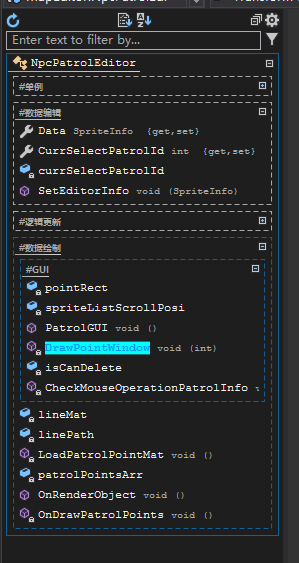 Enter text to filter by...
NpcPatrolEditor
#单例
#数据编辑
Data SpriteInfo {get,set}
CurrSelectPatrolId int {get,set}
currSelectPatrolId
SetEditorInfo void (SpriteInfo)
#逻辑更新
#数据绘制
#GUI
pointRect
spriteListScrollPosi
PatrolGUI void ()
DrawPointWindow void (int)
isCanDelete
CheckMouseOperationPatrolInfo
lineMat
linePath
LoadPatrolPointMat void ()
patrolPointsArr
OnRenderObject void ()
OnDrawPatrolPoints void ()